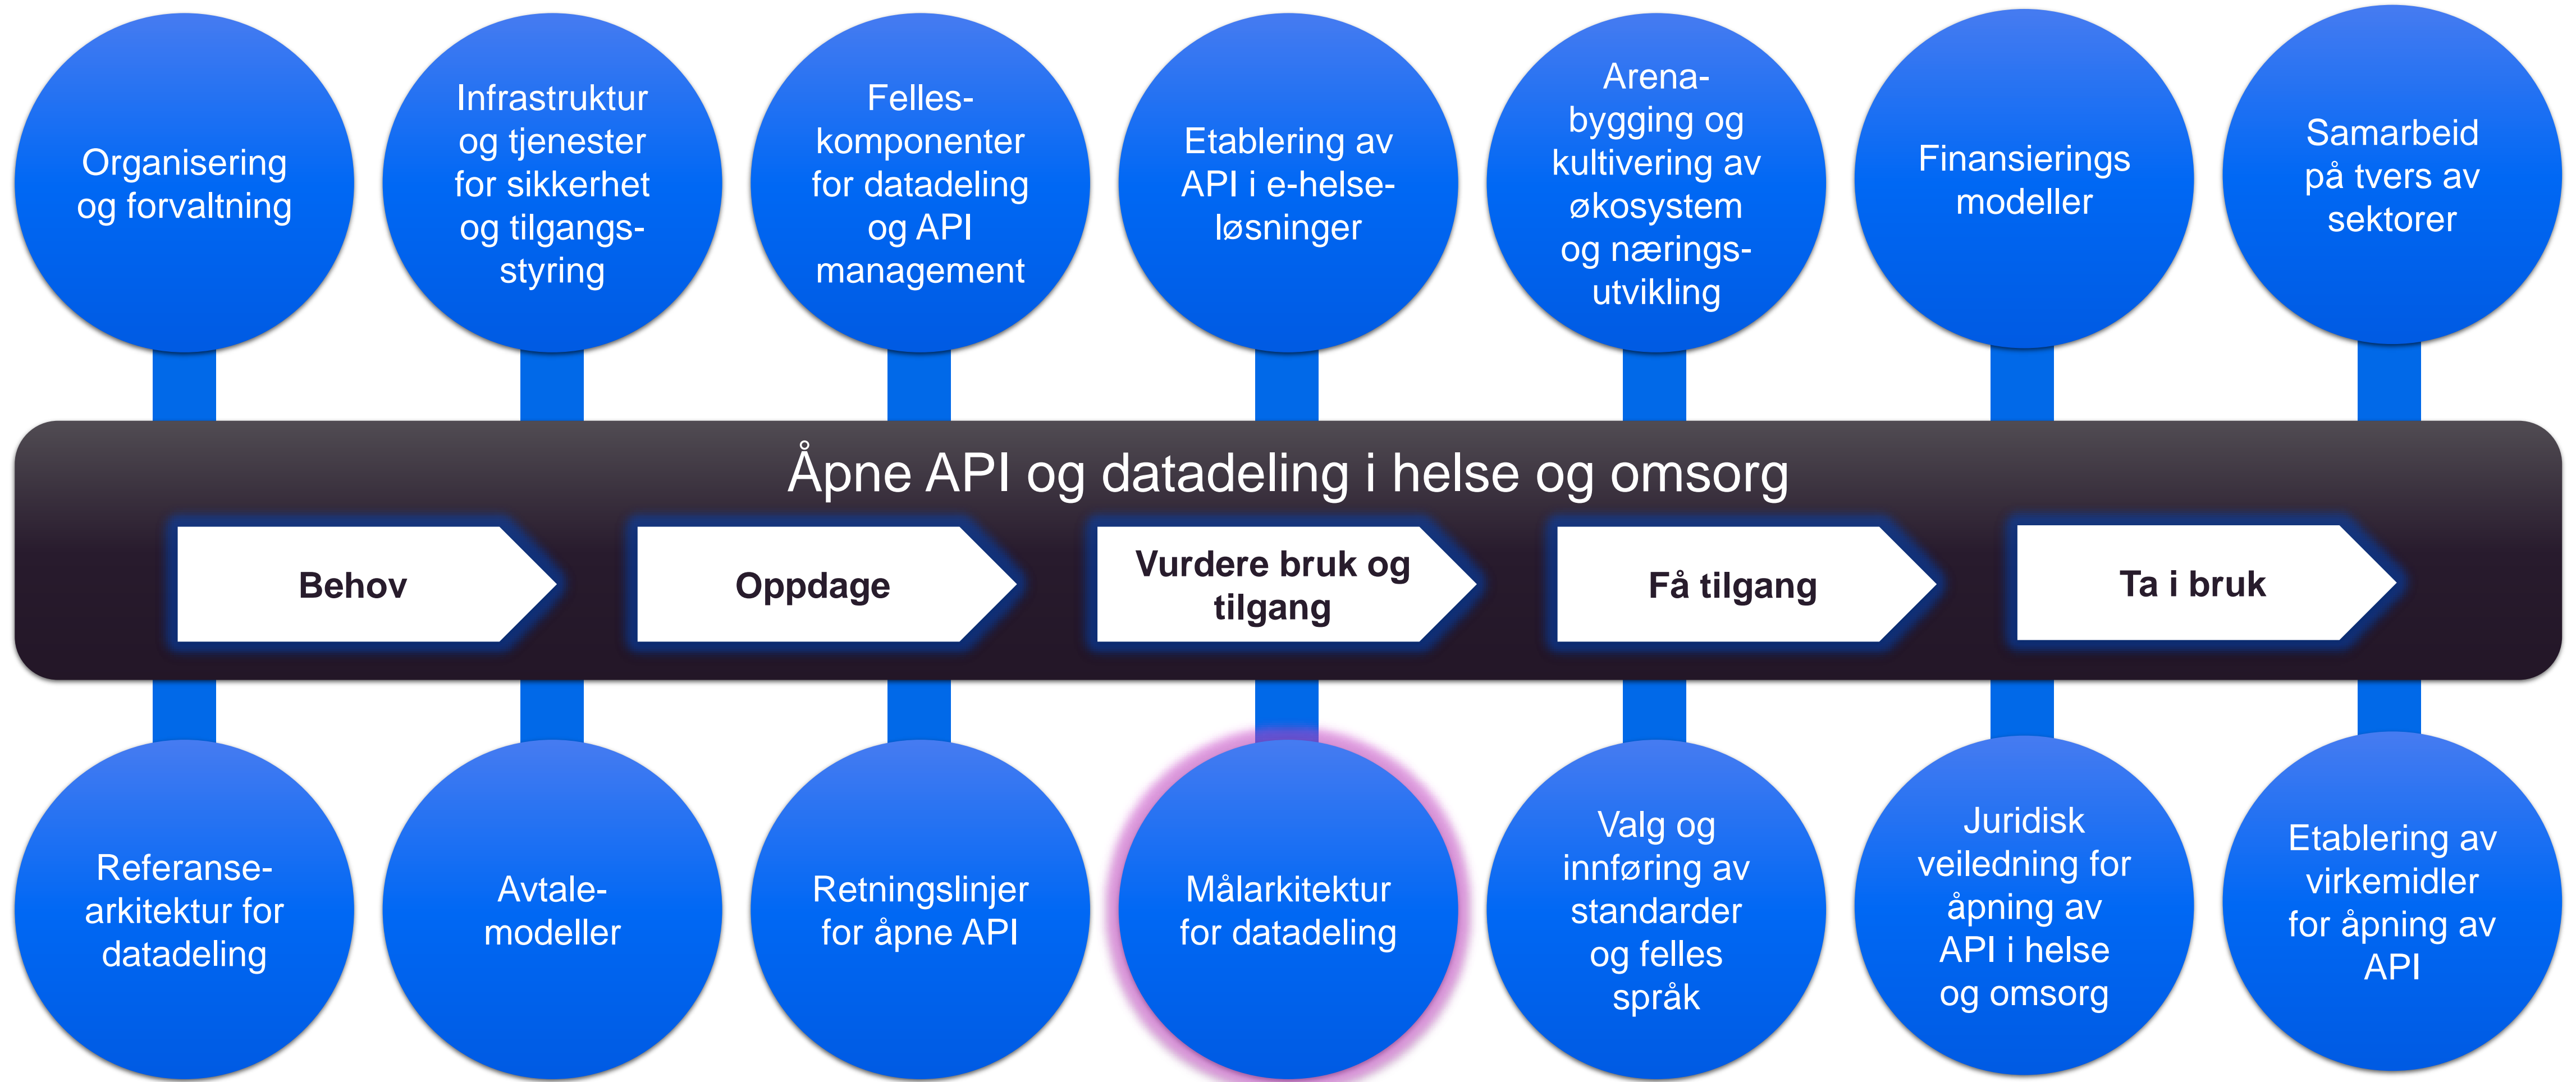 Organisering
og forvaltning
Infrastruktur
og tjenester
for sikkerhet
og tilgangs-
styring
Felles-
komponenter
for datadeling
og API
management
Etablering av
API i e-helse-
løsninger
Arena-
bygging og
kultivering av
økosystem
og nærings-
utvikling
Finansierings
modeller
Samarbeid
på tvers av
sektorer
Åpne API og datadeling i helse og omsorg
Behov
Oppdage
Vurdere bruk og
tilgang
Få tilgang
Ta i bruk
Referanse-
arkitektur for
datadeling
Avtale-
modeller
Retningslinjer
for åpne API
Målarkitektur
for datadeling
Valg og
innføring av
standarder
og felles
språk
Juridisk
veiledning for
åpning av
API i helse
og omsorg
Etablering av
virkemidler
for åpning av
API